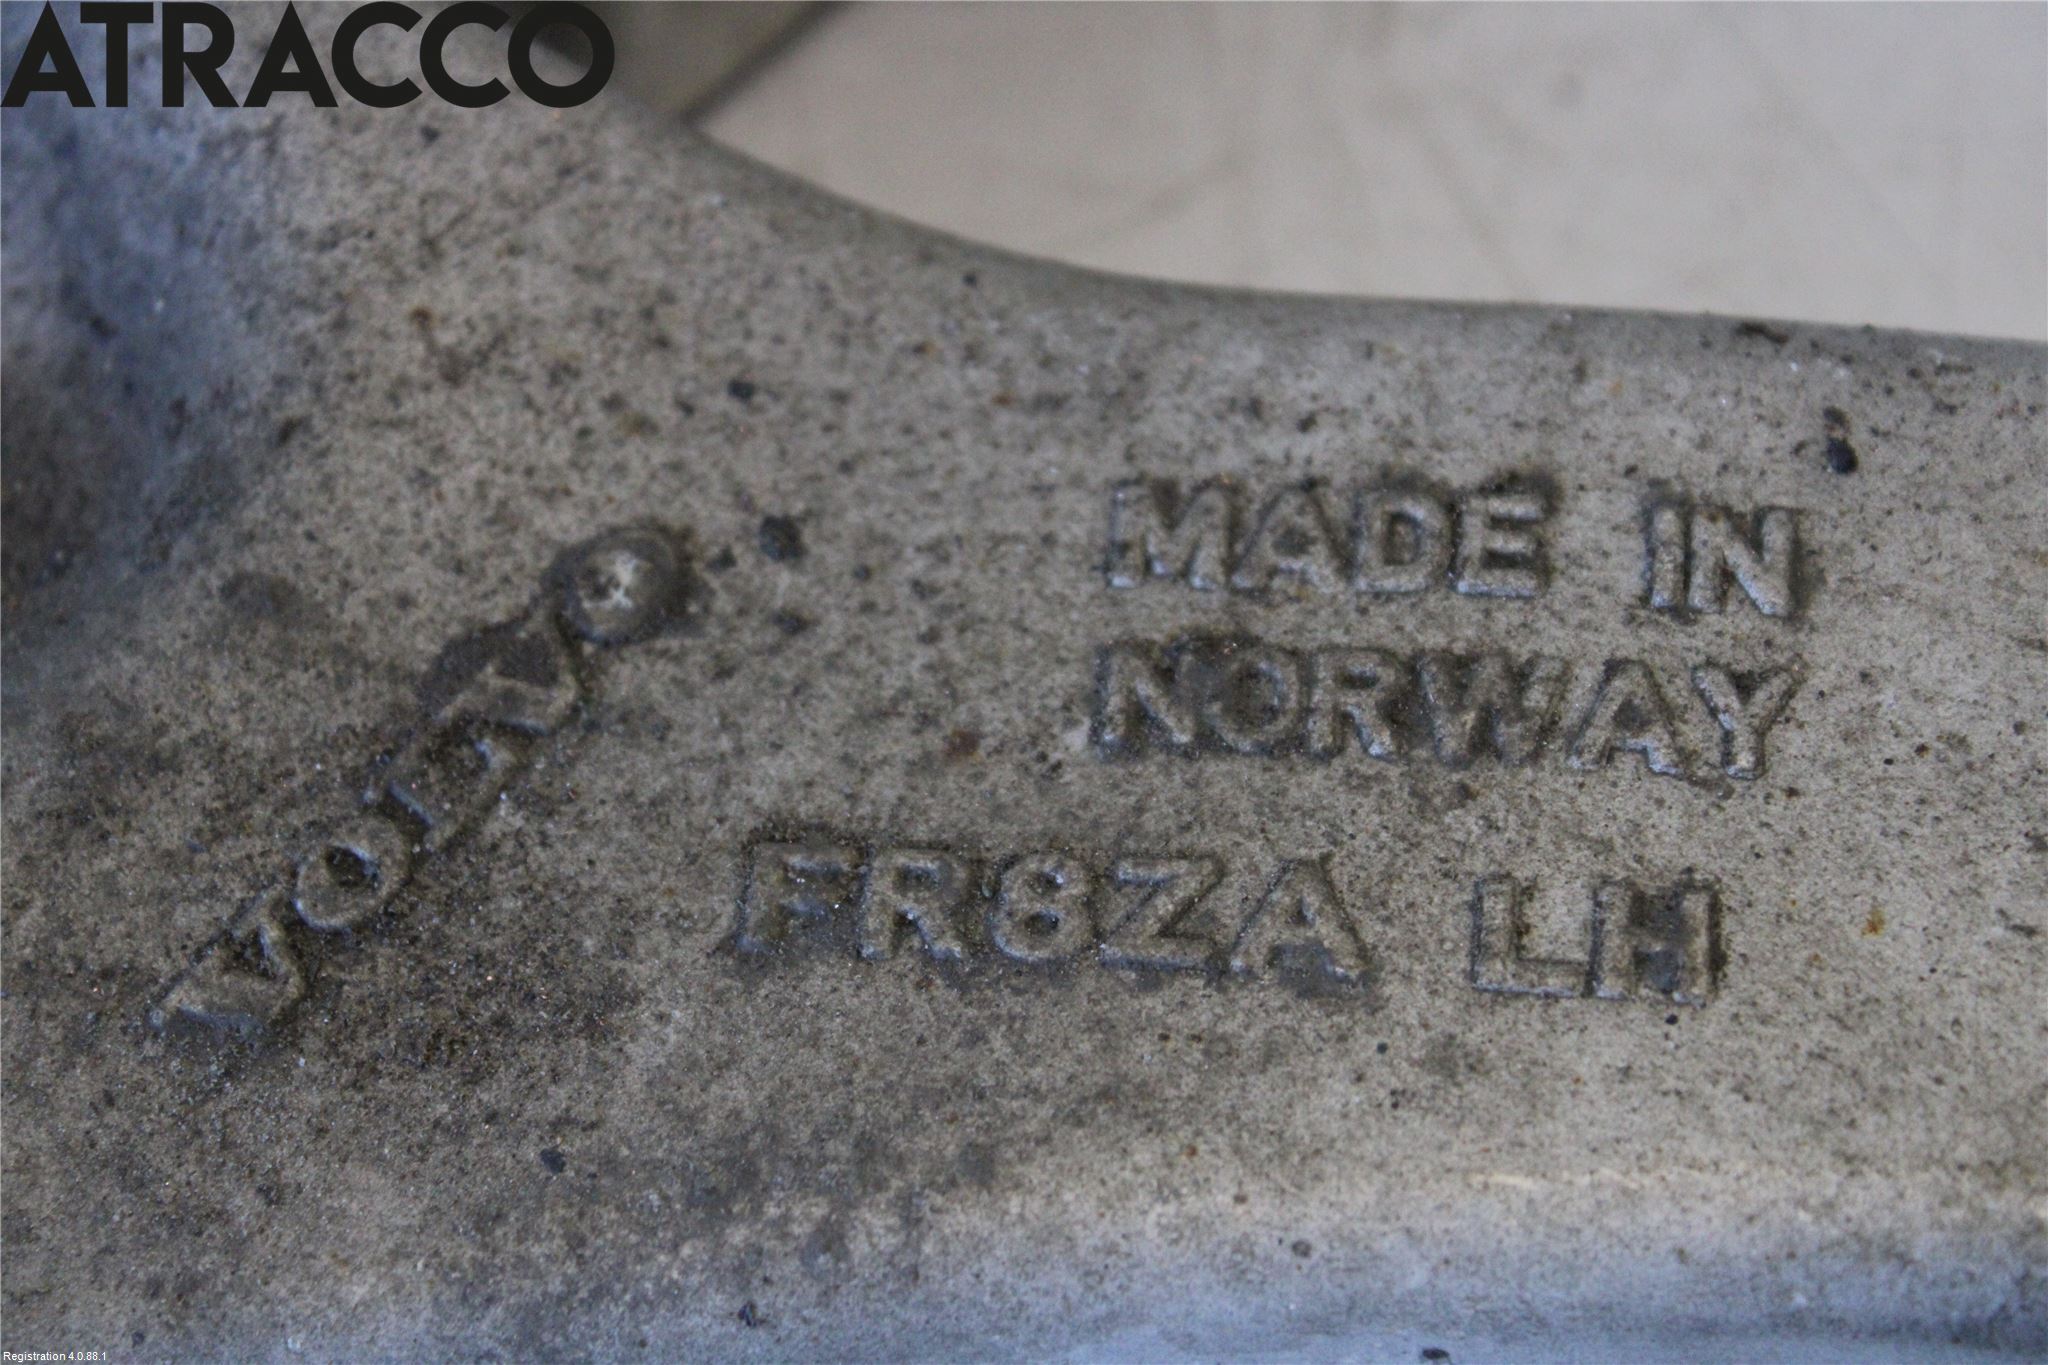 ATRACCO
MADE IN
NORWAY
VOLVO
FR8ZA LH
Registration 4.0.88.1